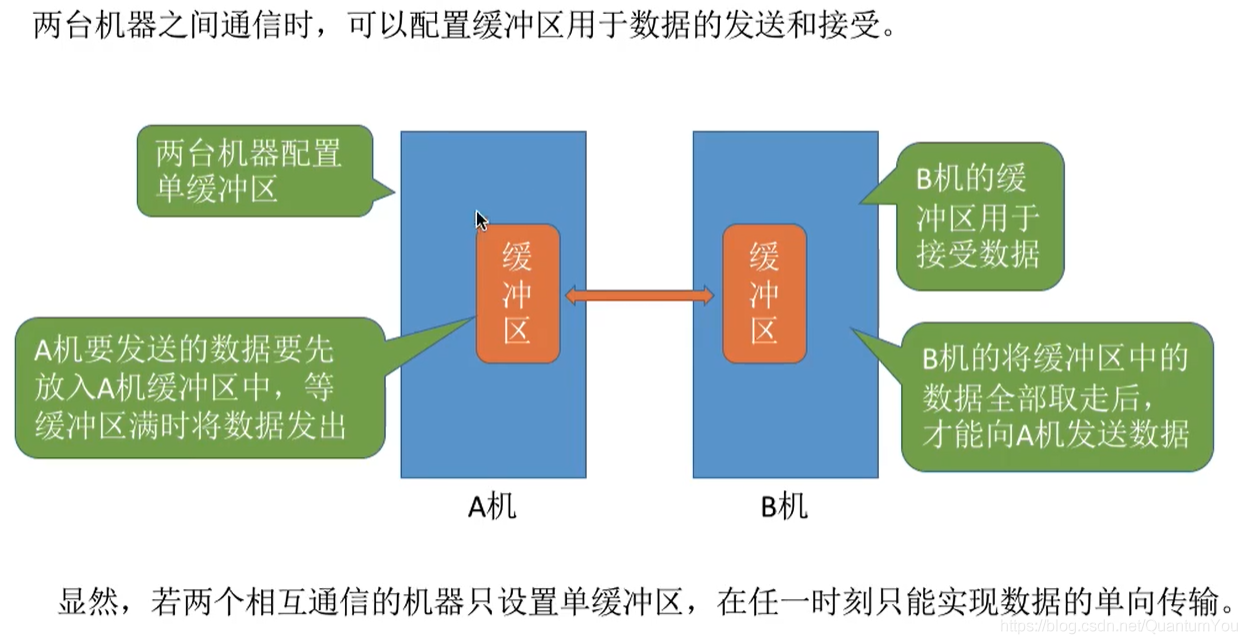 两台机器之间通信时，可以配置缓冲区用于数据的发送和接受。
两台机器配置
单缓冲区
B机的缓
冲区用于
接受数据
缓
冲
区
缓
冲
区
A机要发送的数据要先
放入A机缓冲区中，等
缓冲区满时将数据发出
B机的将缓冲区中的
数据全部取走后，
才能向A机发送数据
A机
B机
显然，若两个相互通信的机器只设置单缓冲区，在任一时刻只能实现数据的单向传输。
https://blog.csdn.net/QuantumYou